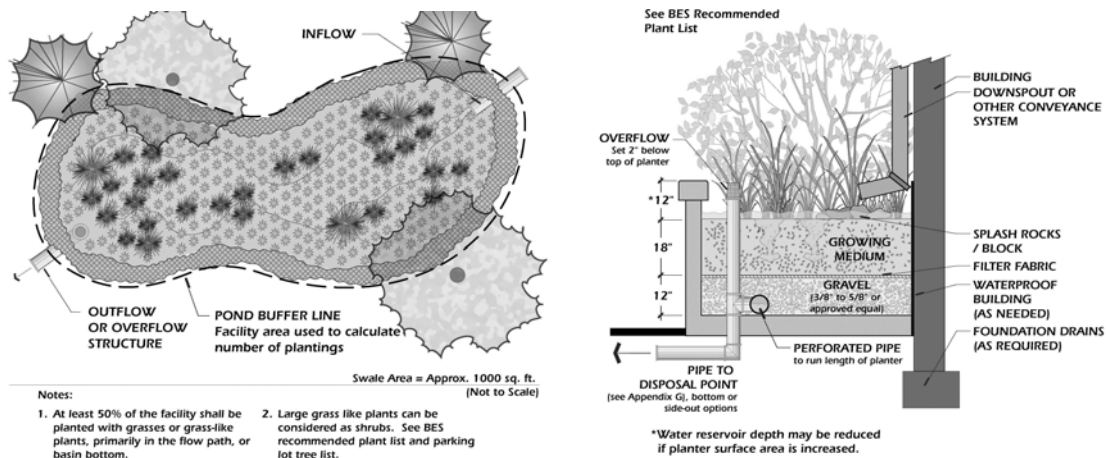 INFLOW
OUTFLOW
OR OVERFLOW
STRUCTURE
POND BUFFER LINE
Facility area used to calculate
number of plantings
Swale Area = Approx. 1000 sq. ft.
(Not to Scale)
Notes:
1. At least 50% of the facility shall be
planted with grasses or grass-like
plants, primarily in the flow path, or
basin bottom.
2. Large grass like plants can be
considered as shrubs. See BES
recommended plant list and parking
lot tree list.
See BES Recommended
Plant List
OVERFLOW
Set 2" below
top of planter
*12"
18"
12"
GROWING
MEDIUM
GRAVEL
(3/8" to 5/8" or
approved equal)
BUILDING
DOWNSPOUT OR
OTHER CONVEYANCE
SYSTEM
SPLASH ROCKS
/ BLOCK
FILTER FABRIC
WATERPROOF
BUILDING
(AS NEEDED)
FOUNDATION DRAINS
(AS REQUIRED)
PERFORATED PIPE
to run length of planter
PIPE TO
DISPOSAL POINT
(see Appendix G), bottom or
side-out options
*Water reservoir depth may be reduced
if planter surface area is increased.